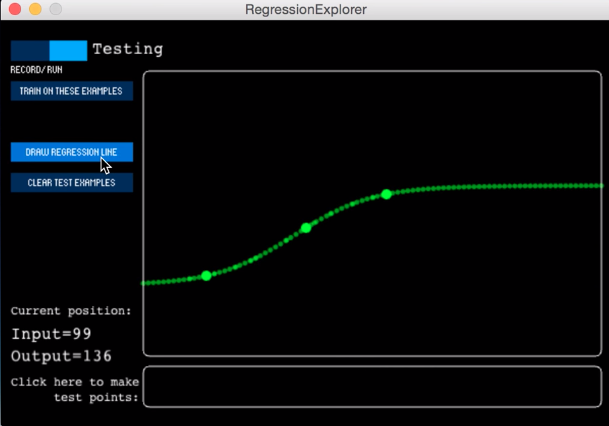 RegressionExplorer
Testing
RECORD/RUN
TRAIN ON THESE EXAMPLES
DRAW REGRESSION LINE
CLEAR TEST EXAMPLES
Current position:
Input=99
Output=136
Click here to make
test points: